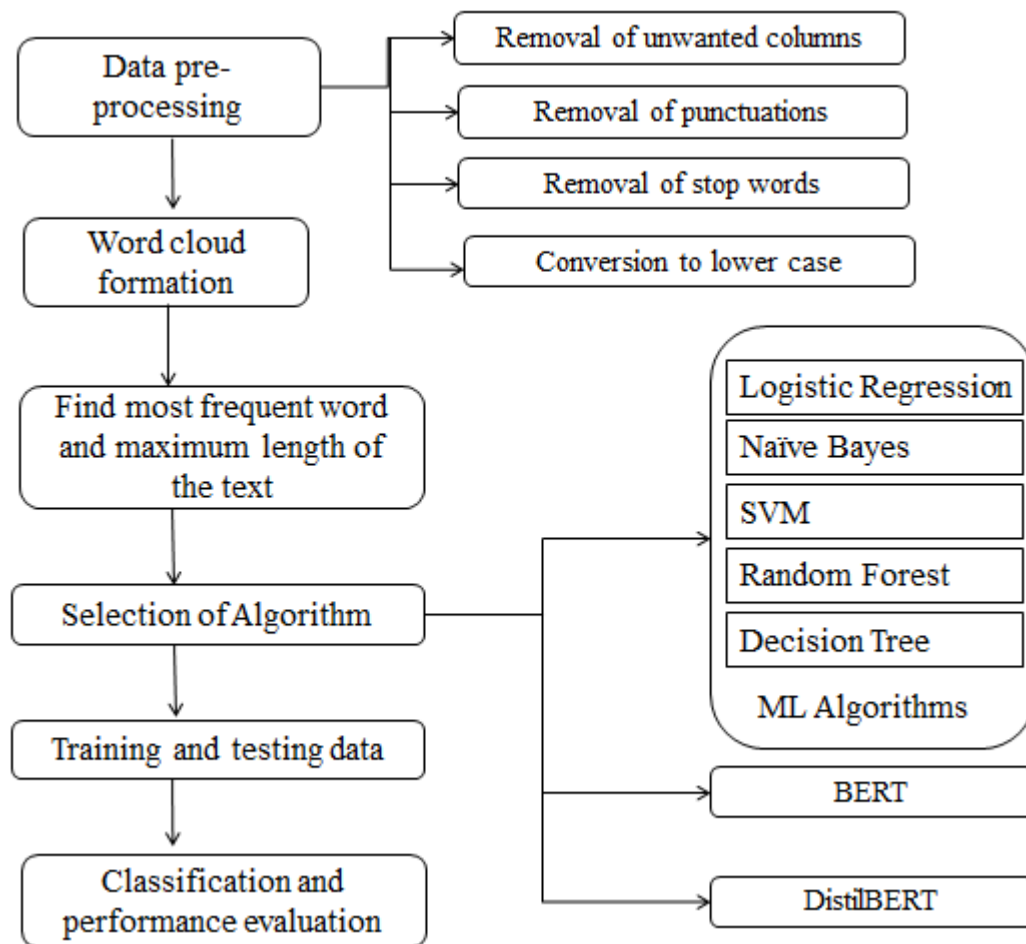 Data pre-
processing
Removal of unwanted columns
Removal of punctuations
Removal of stop words
Conversion to lower case
Word cloud
formation
Find most frequent word
and maximum length of
the text
Selection of Algorithm
Training and testing data
Classification and
performance evaluation
Logistic Regression
Naïve Bayes
SVM
Random Forest
Decision Tree
ML Algorithms
BERT
DistilBERT